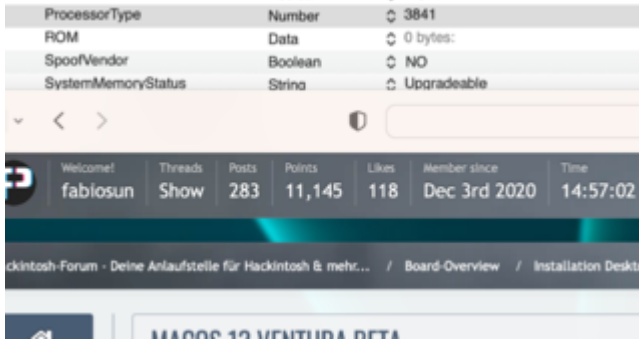 ProcessorType Number 3841
ROM Data 0 bytes:
SpoofVendor Boolean NO
SystemMemoryStatus String Upgradeable
Welcome! Threads Posts Points Likes Member since Time
fabiosun Show 283 11,145 118 Dec 3rd 2020 14:57:02
ckintosh-Forum - Deine Anlaufstelle für Hackintosh & mehr... / Board-Overview / Installation Deskto
MACOS 13 VENTURA BETA